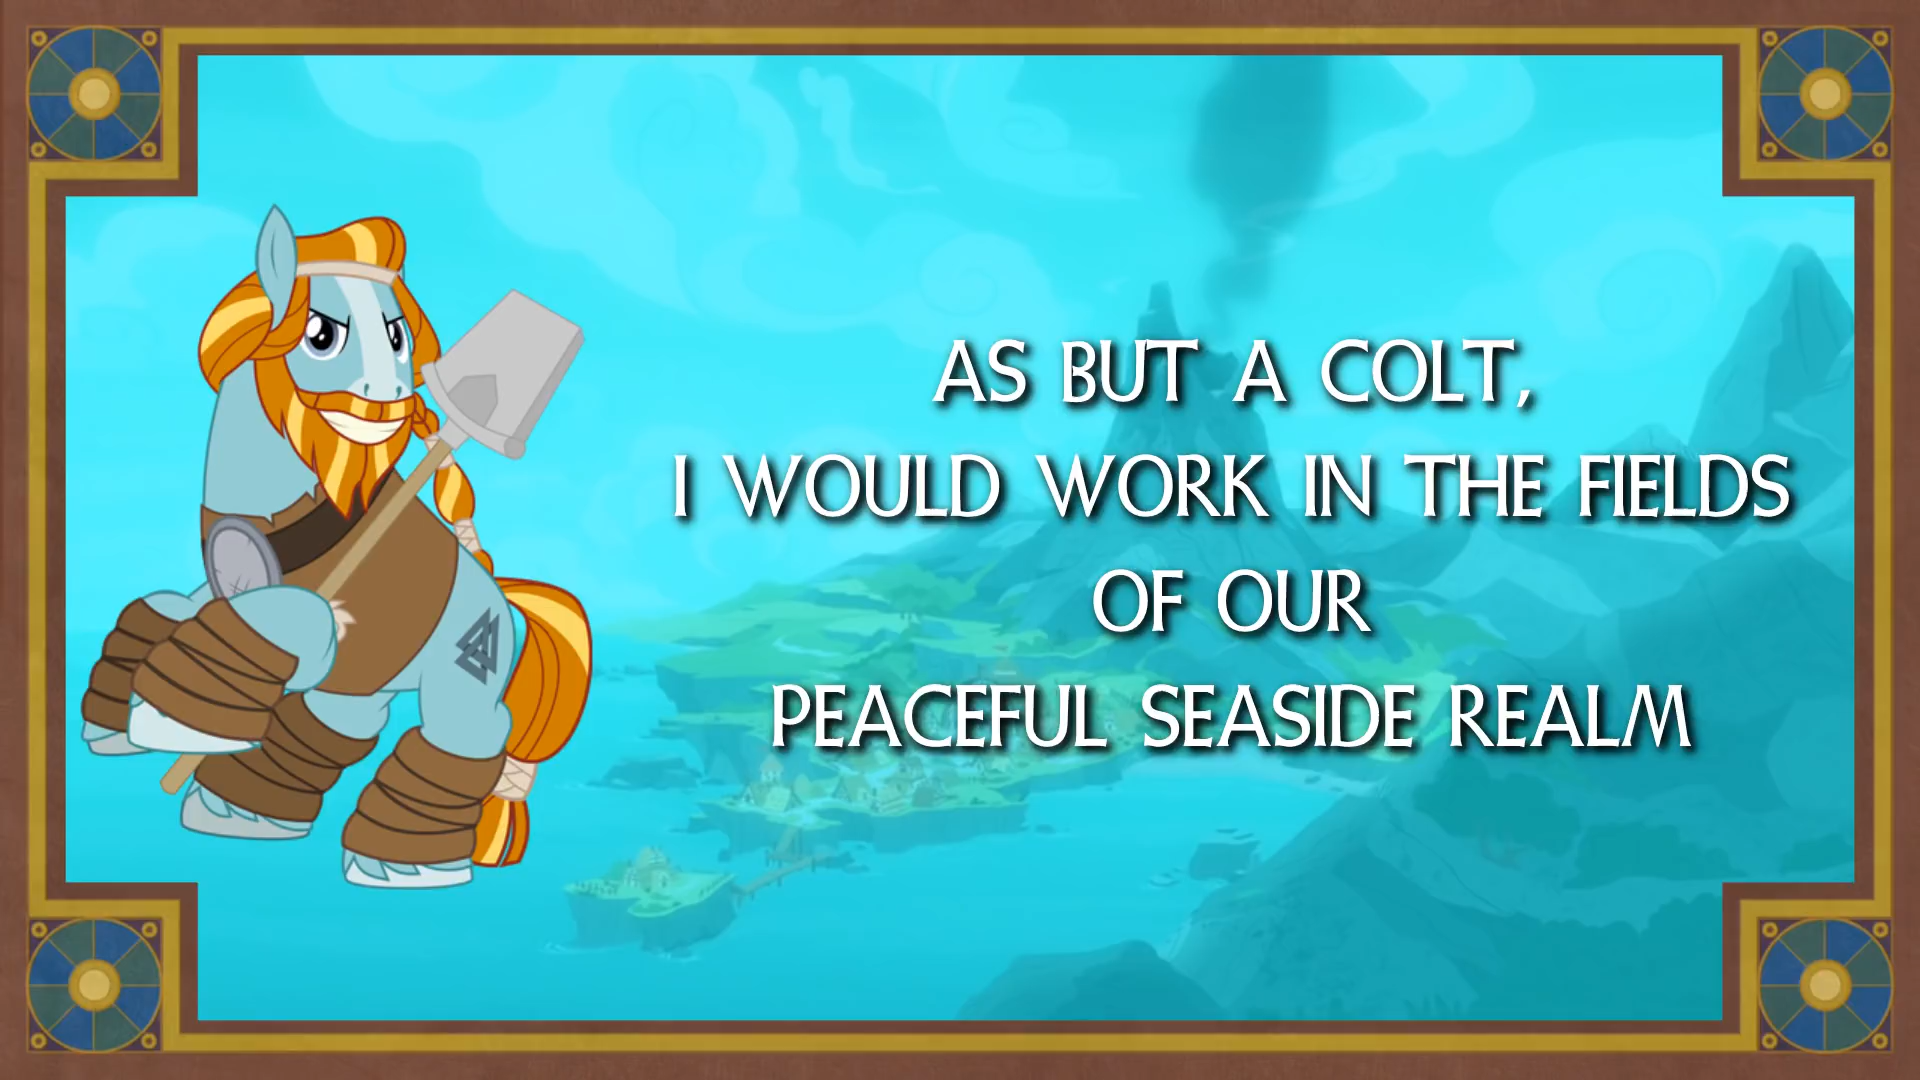 AS BUT A COLT,
I WOULD WORK IN THE FIELDS
OF OUR
PEACEFUL SEASIDE REALM